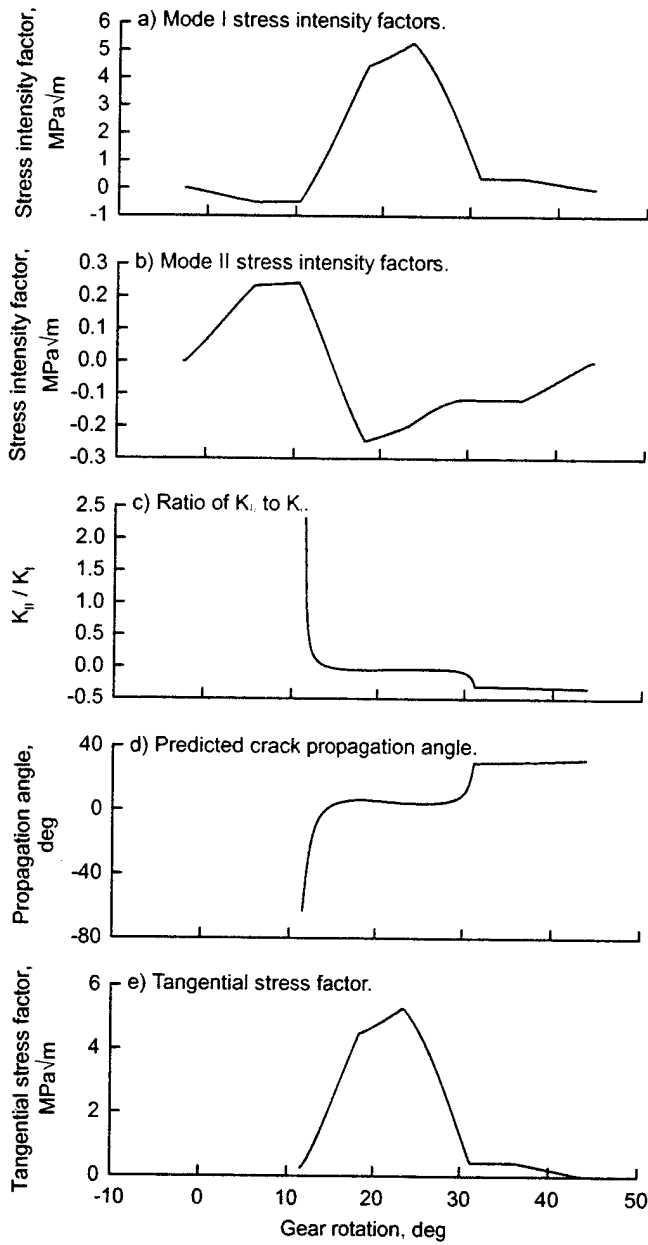 a) Mode I stress intensity factors.
Stress intensity factor,
MPa√m
6
5
4
3
2
1
0
-1
b) Mode II stress intensity factors.
Stress intensity factor,
MPa√m
0.3
0.2
0.1
0.0
-0.1
-0.2
-0.3
c) Ratio of K to K
K_II / K_I
2.5
2.0
1.5
1.0
0.5
0.0
-0.5
d) Predicted crack propagation angle.
Propagation angle,
deg
40
0
-40
-80
e) Tangential stress factor.
Tangential stress factor,
MPa√m
6
4
2
0
-10 0 10 20 30 40 50
Gear rotation, deg